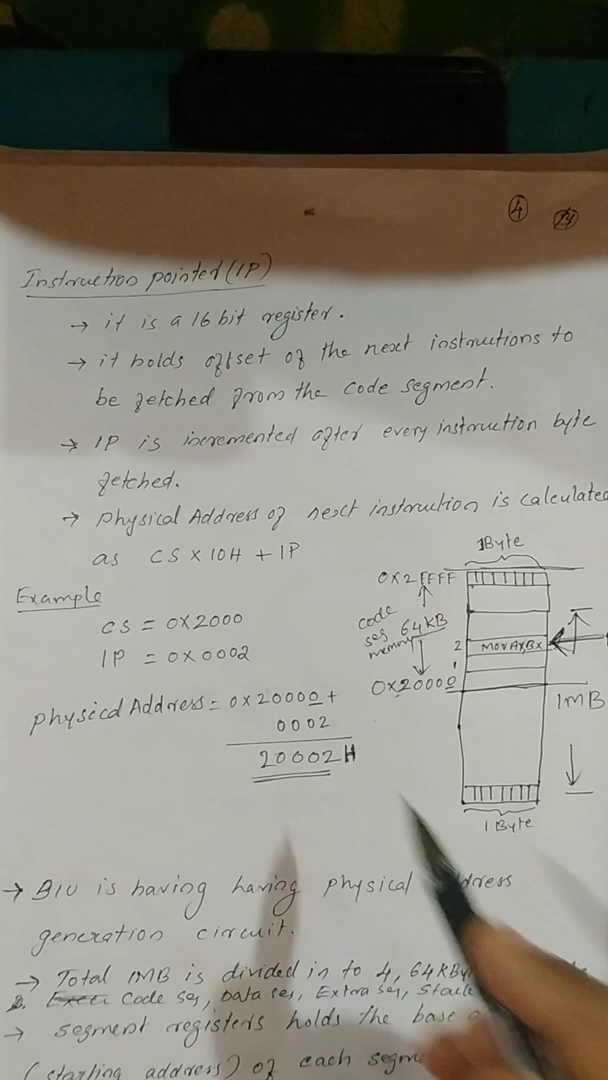 4
Instruction pointed (IP)
→ it is a 16 bit register.
→ it holds offset of the next instructions to
be fetched from the code segment.
→ IP is incremented after every instruction byte
fetched.
→ Physical Address of next instruction is calculated
as CS X 10H + IP
1Byte
0X2FFFF
Example
CS = 0X2000
IP = 0X0002
code
seg 64KB
memory
2 MOV AX,BX
1
0X20000
1MB
Physical Address = 0X20000 +
0002
20002H
1 Byte
→ BIU is having having physical
generation circuit.
→ Total 1MB is divided in to 4, 64KBy
Code seg, Data seg, Extra seg, Stack
→ segment registers holds the base
(starting address) of each segm